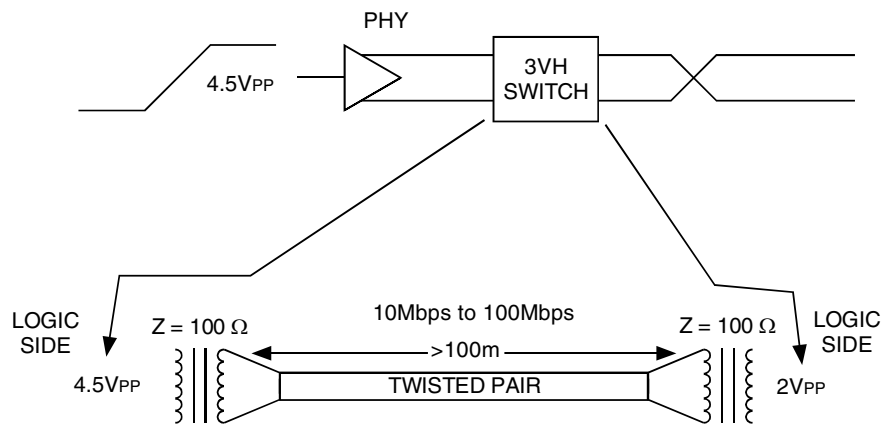 PHY
4.5VPP
3VH
SWITCH
10Mbps to 100Mbps
LOGIC
SIDE
Z = 100 Ω
>100m
Z = 100 Ω
LOGIC
SIDE
4.5VPP
TWISTED PAIR
2VPP